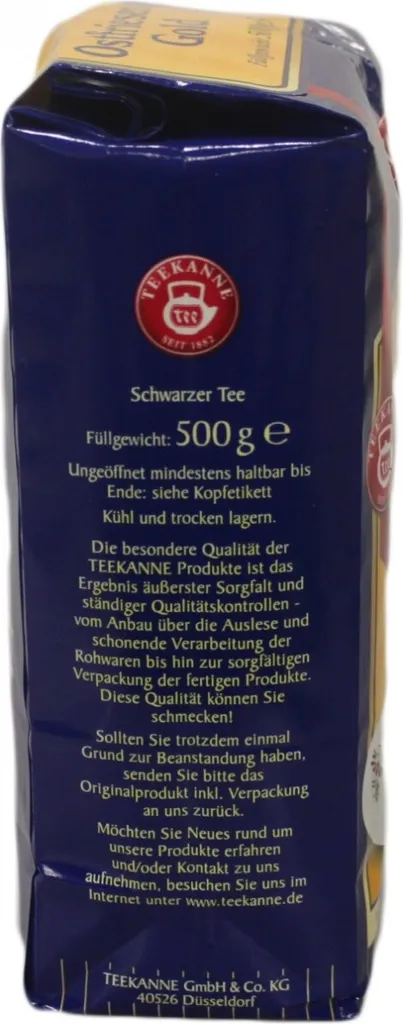 Ostfriesen
Gold
TEEKANNE
Tee
SEIT 1882
Schwarzer Tee
Füllgewicht: 500 g e
Ungeöffnet mindestens haltbar bis
Ende: siehe Kopfetikett
Kühl und trocken lagern.
Die besondere Qualität der
TEEKANNE Produkte ist das
Ergebnis äußerster Sorgfalt und
ständiger Qualitätskontrollen -
vom Anbau über die Auslese und
schonende Verarbeitung der
Rohwaren bis hin zur sorgfältigen
Verpackung der fertigen Produkte.
Diese Qualität können Sie
schmecken!
Sollten Sie trotzdem einmal
Grund zur Beanstandung haben,
senden Sie bitte das
Originalprodukt inkl. Verpackung
an uns zurück.
Möchten Sie Neues rund um
unsere Produkte erfahren
und/oder Kontakt zu uns
aufnehmen, besuchen Sie uns im
Internet unter www.teekanne.de
TEEKANNE GmbH & Co. KG
40526 Düsseldorf